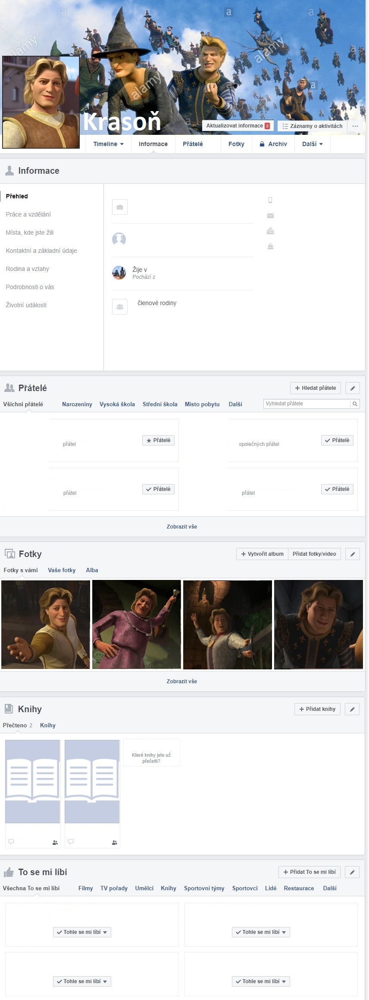 a
a
a
a
alamy
alamy
a
alamy
a
a
Krasoň
Aktualizovat informace 2
Záznamy o aktivitách
Timeline
Informace
Přátelé
Fotky
Archiv
Další
Informace
Přehled
Práce a vzdělání
Místa, kde jste žili
Kontaktní a základní údaje
Rodina a vztahy
Podrobnosti o vás
Životní události
Žije v
Pochází z
členové rodiny
Přátelé
+ Hledat přátele
Všichni přátelé
Narozeniny
Vysoká škola
Střední škola
Místo pobytu
Další
Vyhledat přátele
přátel
Přátelé
společných přátel
Přátelé
přátel
Přátelé
přátel
Přátelé
Zobrazit vše
Fotky
+ Vytvořit album
Přidat fotky/video
Fotky s vámi
Vaše fotky
Alba
Zobrazit vše
Knihy
+ Přidat knihy
Přečteno 2
Knihy
Které knihy jste už
přečetli?
To se mi líbí
+ Přidat To se mi líbí
Všechna To se mi líbí
Filmy
TV pořady
Umělci
Knihy
Sportovní týmy
Sportovci
Lidé
Restaurace
Další
Tohle se mi líbí
Tohle se mi líbí
Tohle se mi líbí
Tohle se mi líbí